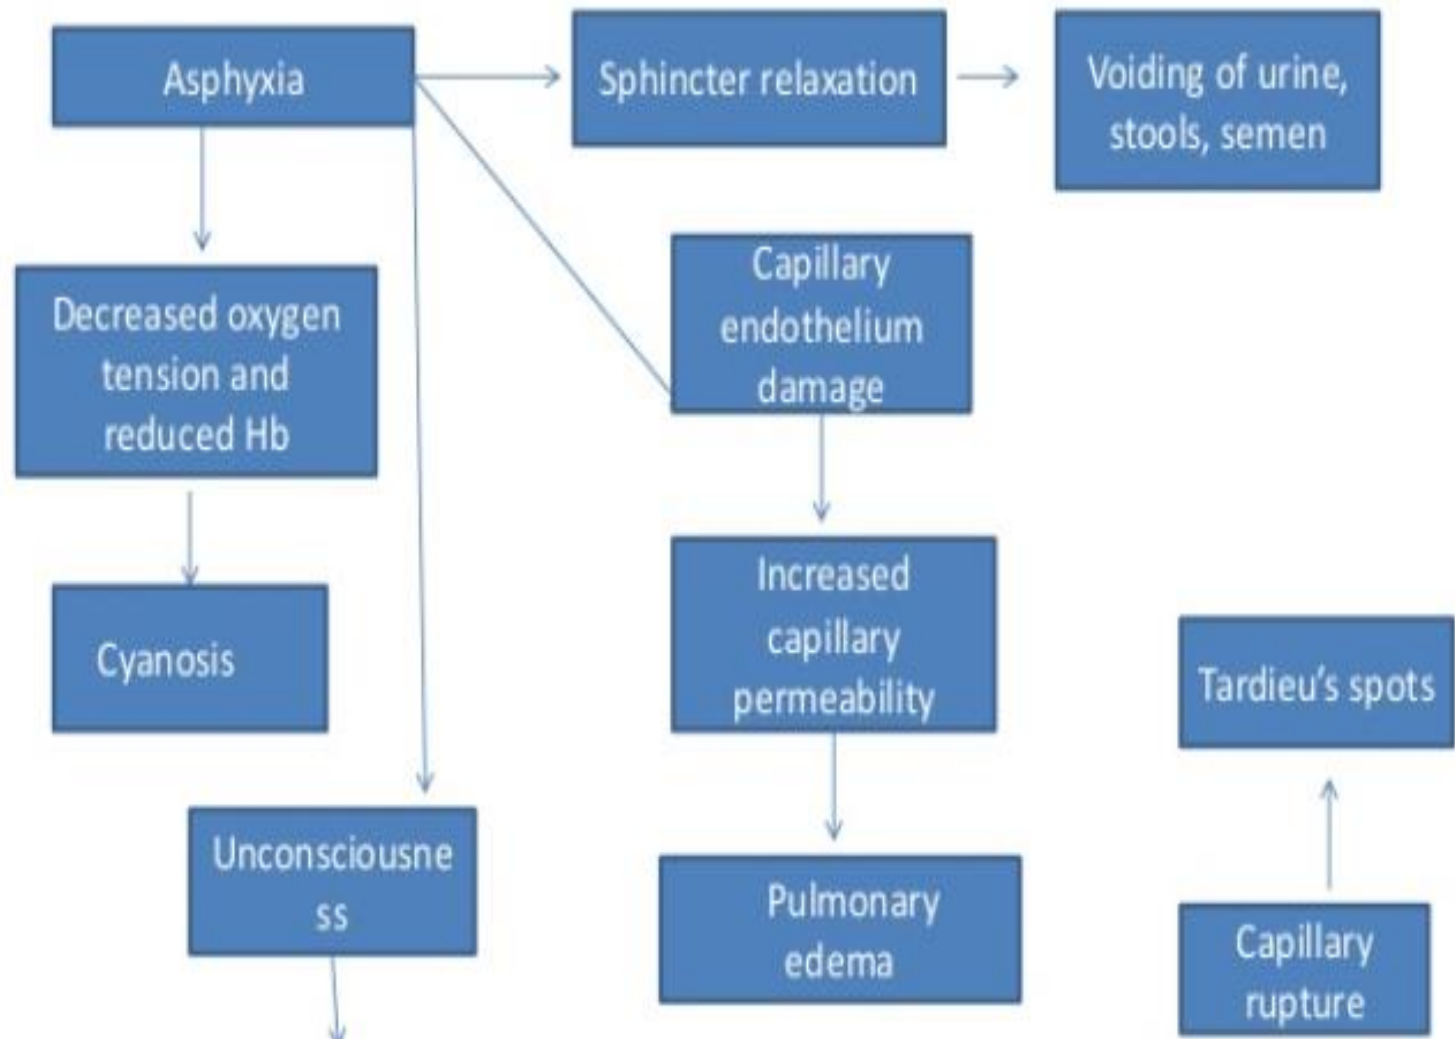 Asphyxia
Sphincter relaxation
Voiding of urine,
stools, semen
Decreased oxygen
tension and
reduced Hb
Capillary
endothelium
damage
Cyanosis
Increased
capillary
permeability
Tardieu's spots
Unconsciousne
ss
Pulmonary
edema
Capillary
rupture